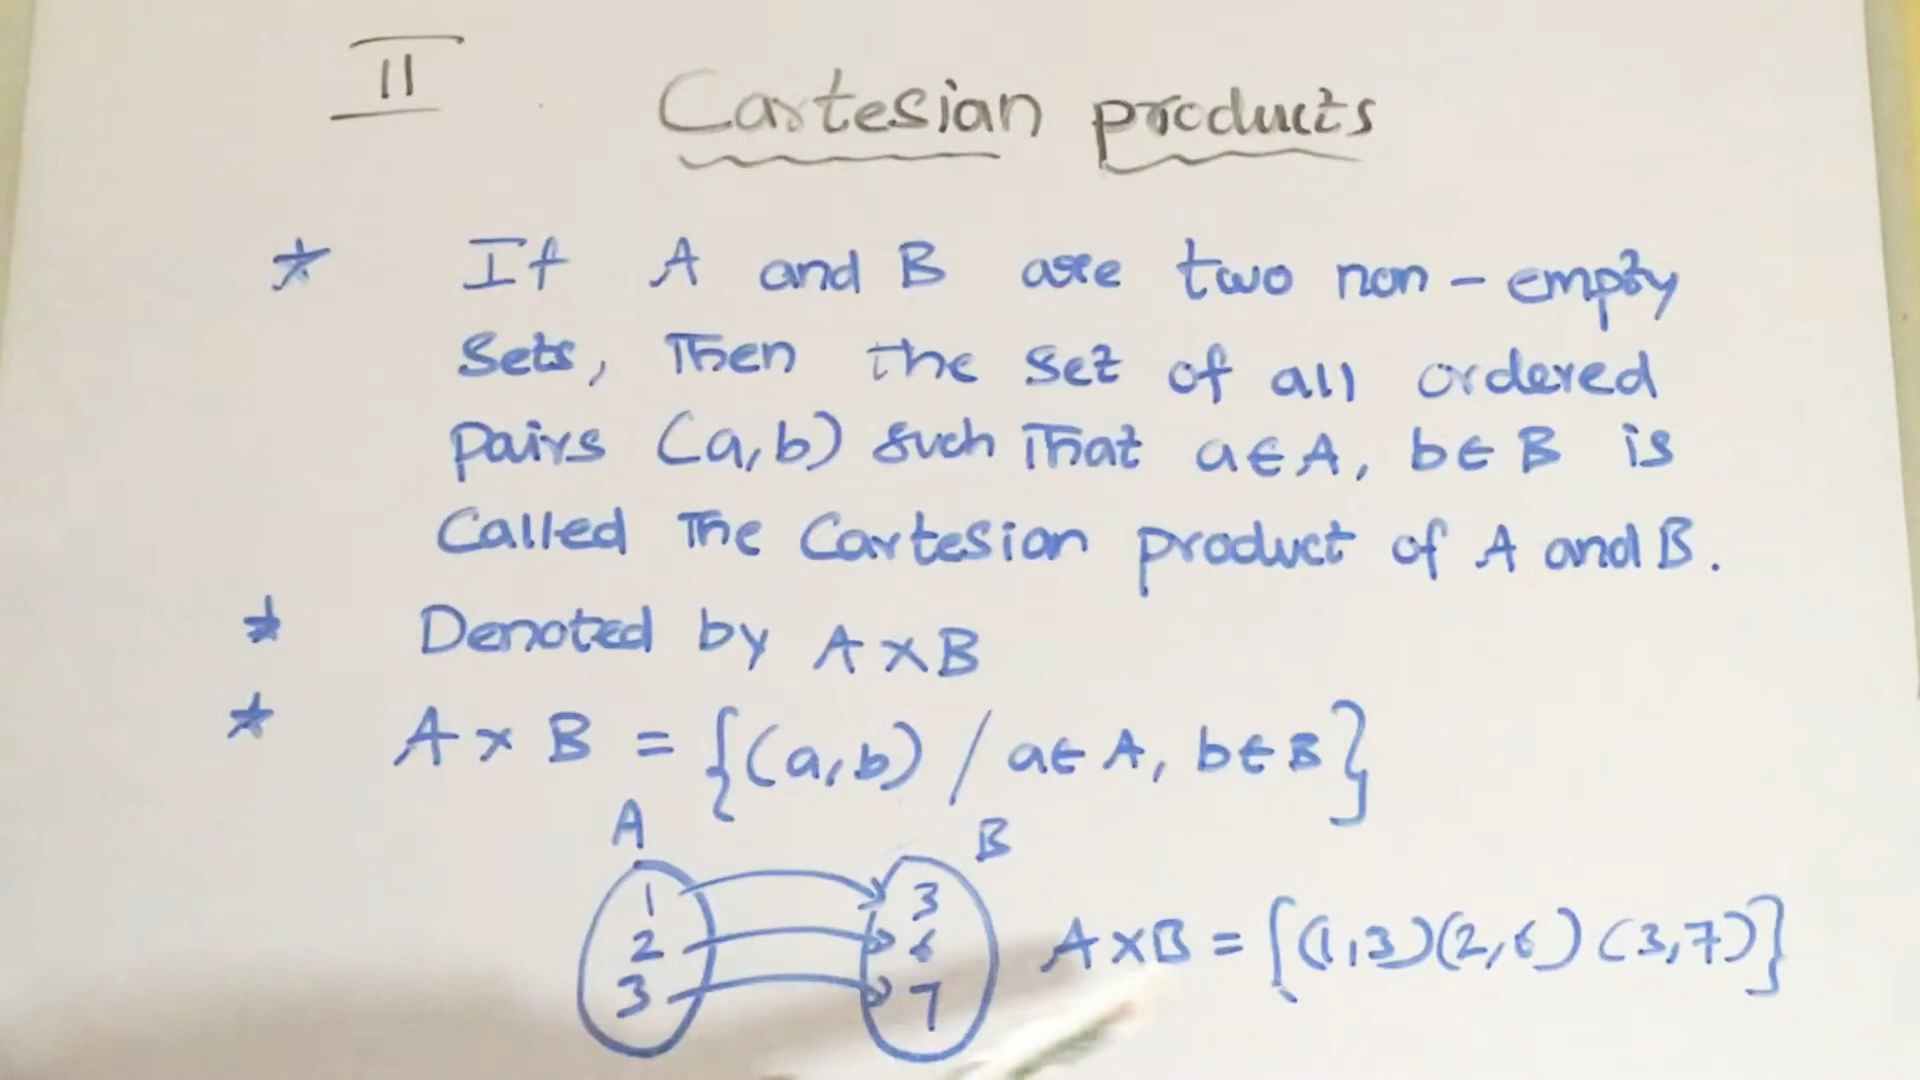 II
Cartesian products
* If A and B are two non-empty
Sets, Then the set of all ordered
pairs (a,b) such that a∈A, b∈B is
Called The Cartesian product of A and B.
* Denoted by A×B
* A × B = {(a,b) / a∈A, b∈B}
A B
1 3
2 6
3 7
A×B = {(1,3)(2,6)(3,7)}